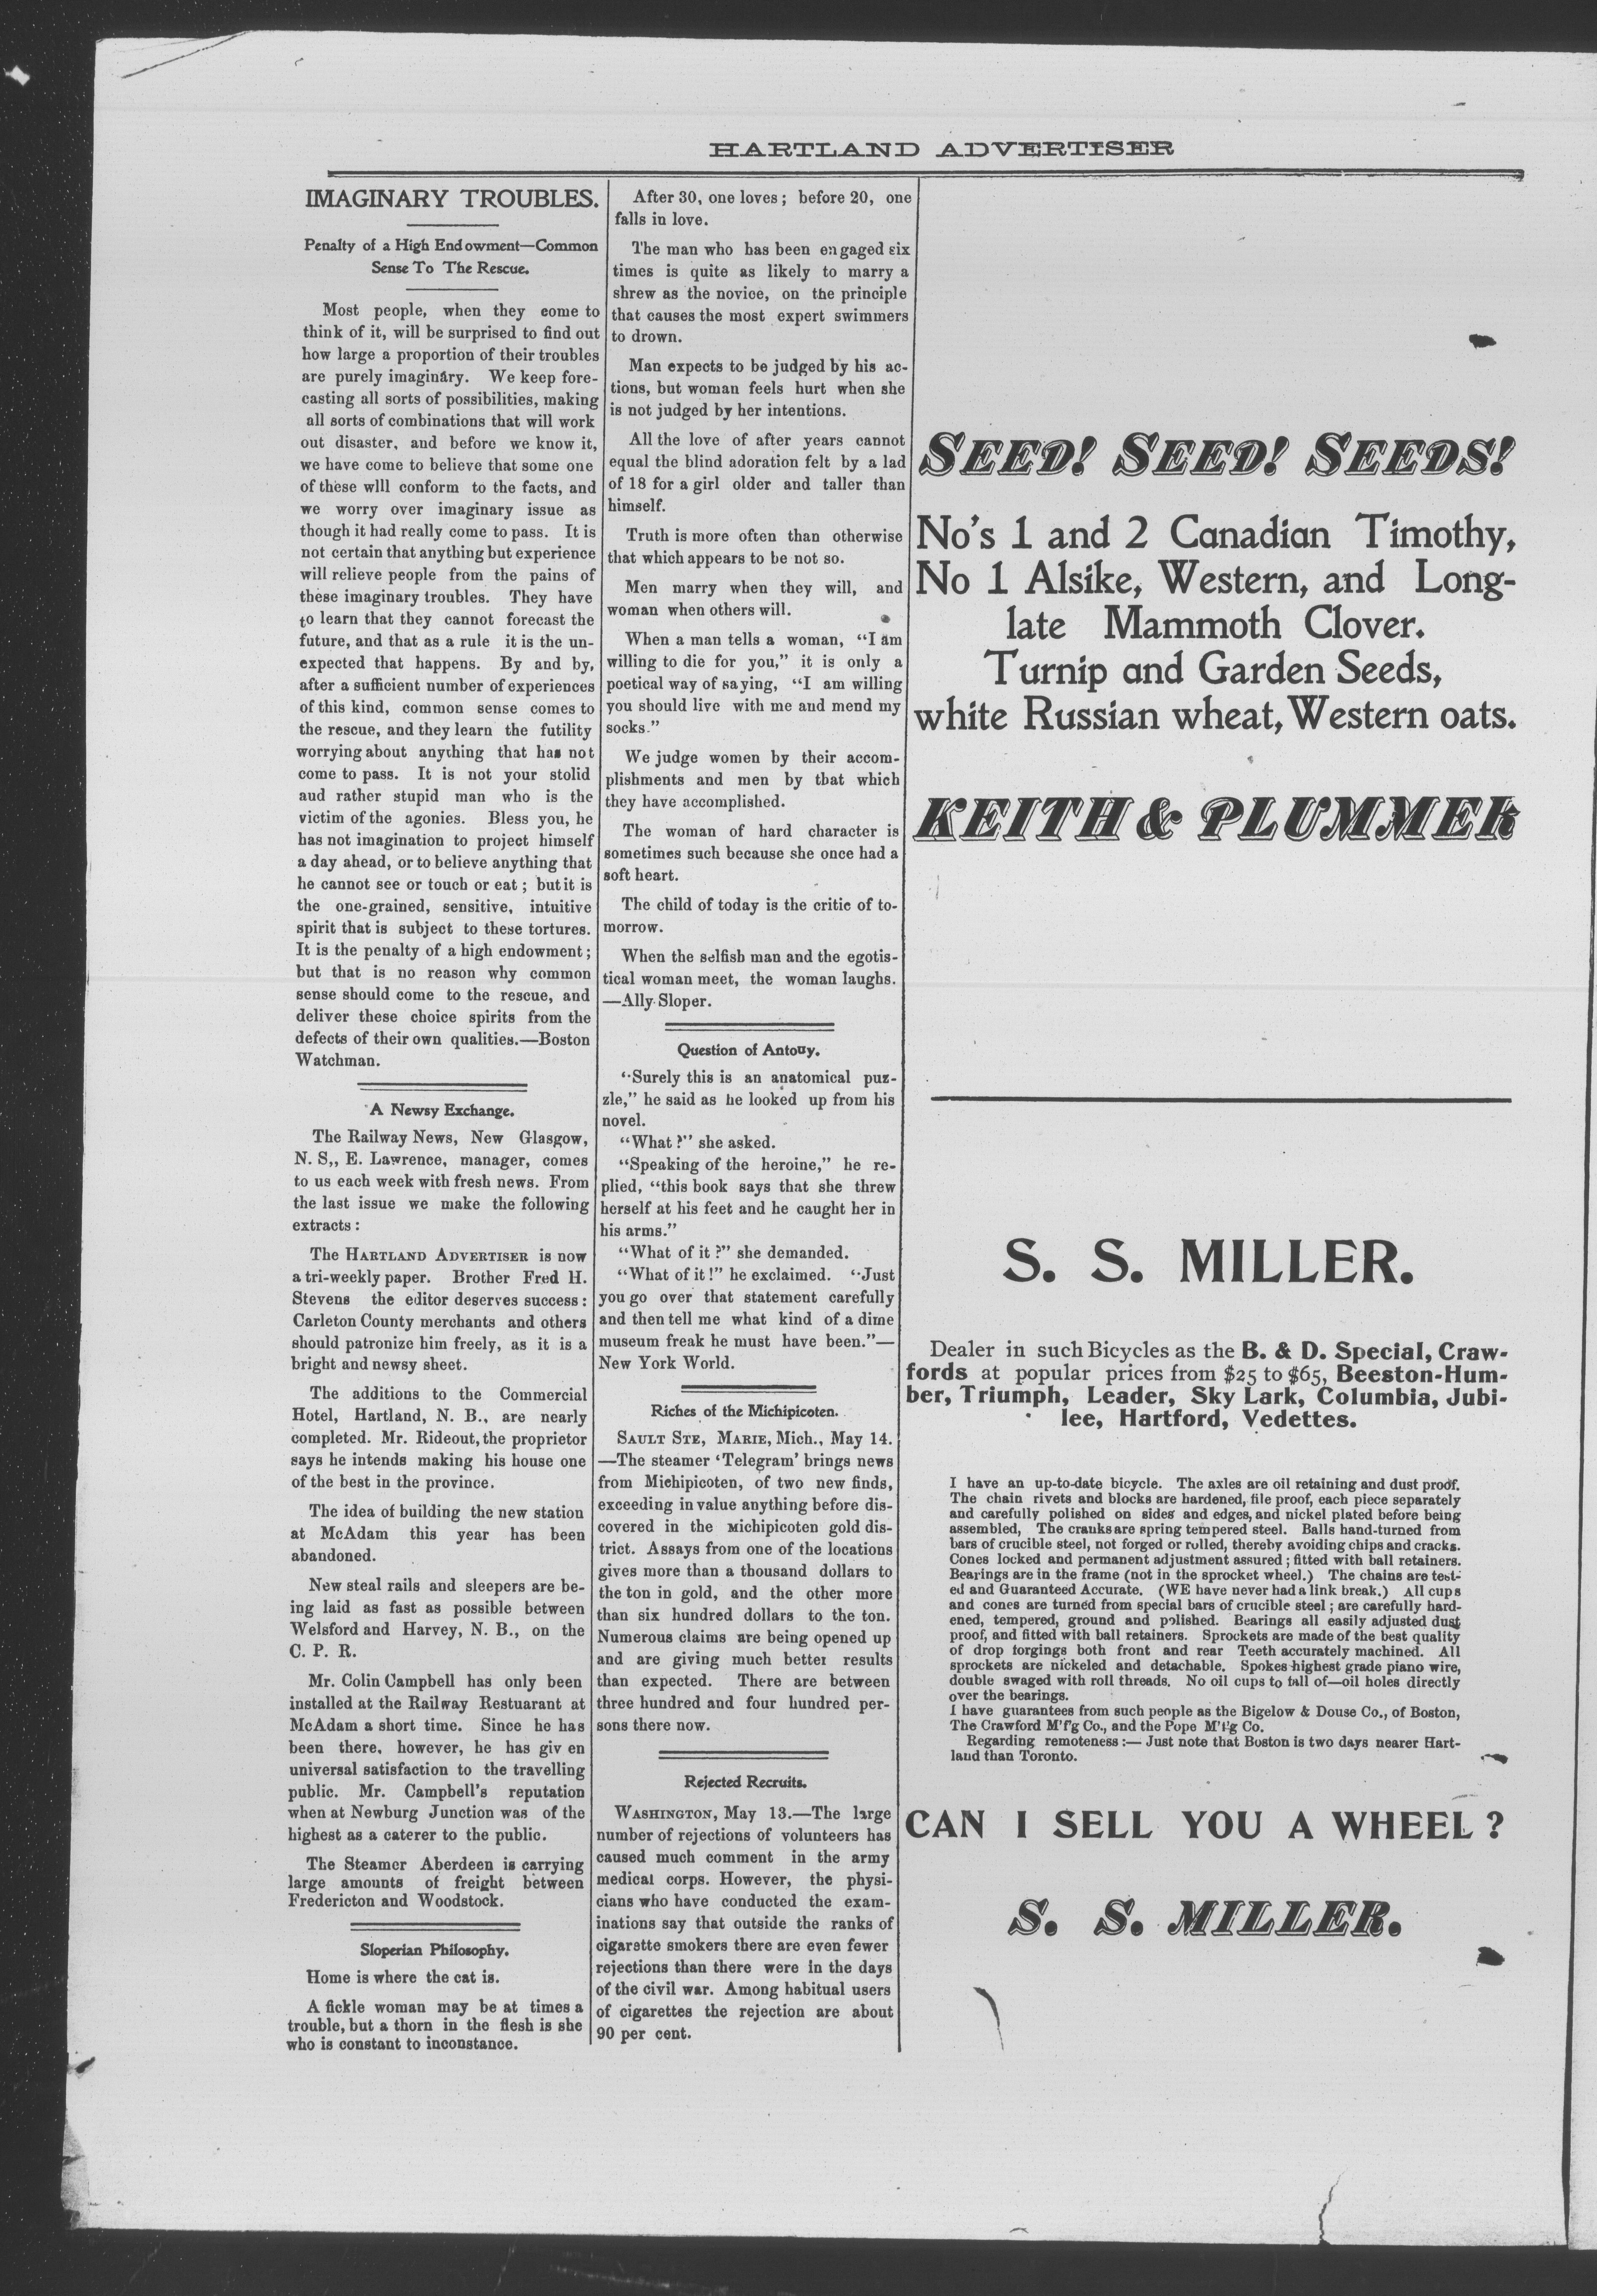 HARTLAND ADVERTISER
IMAGINARY TROUBLES.
Penalty of a High Endowment—Common
Sense To The Rescue.
Most people, when they come to
think of it, will be surprised to find out
how large a proportion of their troubles
are purely imaginary. We keep fore-
casting all sorts of possibilities, making
all sorts of combinations that will work
out disaster, and before we know it,
we have come to believe that some one
of these wlll conform to the facts, and
we worry over imaginary issue as
though it had really come to pass. It is
not certain that anything but experience
will relieve people from the pains of
these imaginary troubles. They have
to learn that they cannot forecast the
future, and that as a rule it is the un-
expected that happens. By and by,
after a sufficient number of experiences
of this kind, common sense comes to
the rescue, and they learn the futility
worrying about anything that has not
come to pass. It is not your stolid
aud rather stupid man who is the
victim of the agonies. Bless you, he
has not imagination to project himself
a day ahead, or to believe anything that
he cannot see or touch or eat; but it is
the one-grained, sensitive, intuitive
spirit that is subject to these tortures.
It is the penalty of a high endowment;
but that is no reason why common
sense should come to the rescue, and
deliver these choice spirits from the
defects of their own qualities.—Boston
Watchman.
A Newsy Exchange.
The Railway News, New Glasgow,
N. S,, E. Lawrence, manager, comes
to us each week with fresh news. From
the last issue we make the following
extracts:
The HARTLAND ADVERTISER is now
a tri-weekly paper. Brother Fred H.
Stevens the editor deserves success:
Carleton County merchants and others
should patronize him freely, as it is a
bright and newsy sheet.
The additions to the Commercial
Hotel, Hartland, N. B., are nearly
completed. Mr. Rideout, the proprietor
says he intends making his house one
of the best in the province.
The idea of building the new station
at McAdam this year has been
abandoned.
New steal rails and sleepers are be-
ing laid as fast as possible between
Welsford and Harvey, N. B., on the
C. P. R.
Mr. Colin Campbell has only been
installed at the Railway Restuarant at
McAdam a short time. Since he has
been there, however, he has giv en
universal satisfaction to the travelling
public. Mr. Campbell's reputation
when at Newburg Junction was of the
highest as a caterer to the public.
The Steamer Aberdeen is carrying
large amounts of freight between
Fredericton and Woodstock.
Sloperian Philosophy.
Home is where the cat is.
A fickle woman may be at times a
trouble, but a thorn in the flesh is she
who is constant to inconstance.
After 30, one loves; before 20, one
falls in love.
The man who has been engaged six
times is quite as likely to marry a
shrew as the novice, on the principle
that causes the most expert swimmers
to drown.
Man expects to be judged by his ac-
tions, but woman feels hurt when she
is not judged by her intentions.
All the love of after years cannot
equal the blind adoration felt by a lad
of 18 for a girl older and taller than
himself.
Truth is more often than otherwise
that which appears to be not so.
Men marry when they will, and
woman when others will.
When a man tells a woman, "I am
willing to die for you," it is only a
poetical way of saying, "I am willing
you should live with me and mend my
socks."
We judge women by their accom-
plishments and men by that which
they have accomplished.
The woman of hard character is
sometimes such because she once had a
soft heart.
The child of today is the critic of to-
morrow.
When the selfish man and the egotis-
tical woman meet, the woman laughs.
—Ally Sloper.
Question of Antony.
"Surely this is an anatomical puz-
zle," he said as he looked up from his
novel.
"What?" she asked.
"Speaking of the heroine," he re-
plied, "this book says that she threw
herself at his feet and he caught her in
his arms."
"What of it?" she demanded.
"What of it!" he exclaimed. "Just
you go over that statement carefully
and then tell me what kind of a dime
museum freak he must have been."—
New York World.
Riches of the Michipicoten.
SAULT STE, MARIE, Mich., May 14.
—The steamer 'Telegram' brings news
from Michipicoten, of two new finds,
exceeding in value anything before dis-
covered in the Michipicoten gold dis-
trict. Assays from one of the locations
gives more than a thousand dollars to
the ton in gold, and the other more
than six hundred dollars to the ton.
Numerous claims are being opened up
and are giving much better results
than expected. There are between
three hundred and four hundred per-
sons there now.
Rejected Recruits.
WASHINGTON, May 13.—The large
number of rejections of volunteers has
caused much comment in the army
medical corps. However, the physi-
cians who have conducted the exam-
inations say that outside the ranks of
cigarette smokers there are even fewer
rejections than there were in the days
of the civil war. Among habitual users
of cigarettes the rejection are about
90 per cent.
SEED! SEED! SEEDS!
No's 1 and 2 Canadian Timothy,
No 1 Alsike, Western, and Long-
late Mammoth Clover.
Turnip and Garden Seeds,
white Russian wheat, Western oats.
KEITH & PLUMMER
S. S. MILLER.
Dealer in such Bicycles as the B. & D. Special, Craw-
fords at popular prices from $25 to $65, Beeston-Hum-
ber, Triumph, Leader, Sky Lark, Columbia, Jubi-
lee, Hartford, Vedettes.
I have an up-to-date bicycle. The axles are oil retaining and dust proof.
The chain rivets and blocks are hardened, file proof, each piece separately
and carefully polished on sides and edges, and nickel plated before being
assembled, The cranks are spring tempered steel. Balls hand-turned from
bars of crucible steel, not forged or rolled, thereby avoiding chips and cracks.
Cones locked and permanent adjustment assured; fitted with ball retainers.
Bearings are in the frame (not in the sprocket wheel.) The chains are test-
ed and Guaranteed Accurate. (WE have never had a link break.) All cups
and cones are turned from special bars of crucible steel; are carefully hard-
ened, tempered, ground and polished. Bearings all easily adjusted dust
proof, and fitted with ball retainers. Sprockets are made of the best quality
of drop forgings both front and rear Teeth accurately machined. All
sprockets are nickeled and detachable. Spokes highest grade piano wire,
double swaged with roll threads. No oil cups to fall of—oil holes directly
over the bearings.
I have guarantees from such people as the Bigelow & Douse Co., of Boston,
The Crawford M'f'g Co., and the Pope M'f'g Co.
Regarding remoteness:— Just note that Boston is two days nearer Hart-
land than Toronto.
CAN I SELL YOU A WHEEL?
S. S. MILLER.